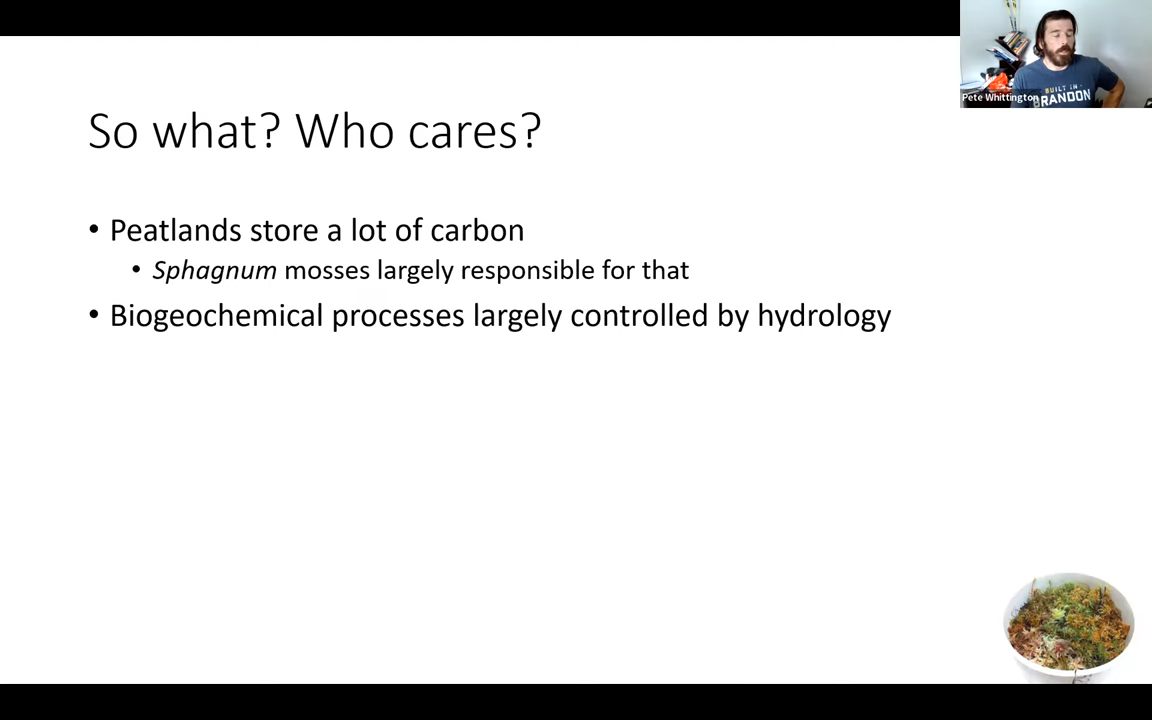 So what? Who cares?
• Peatlands store a lot of carbon
• Sphagnum mosses largely responsible for that
• Biogeochemical processes largely controlled by hydrology
BUILT IN
BRANDON
Pete Whittington